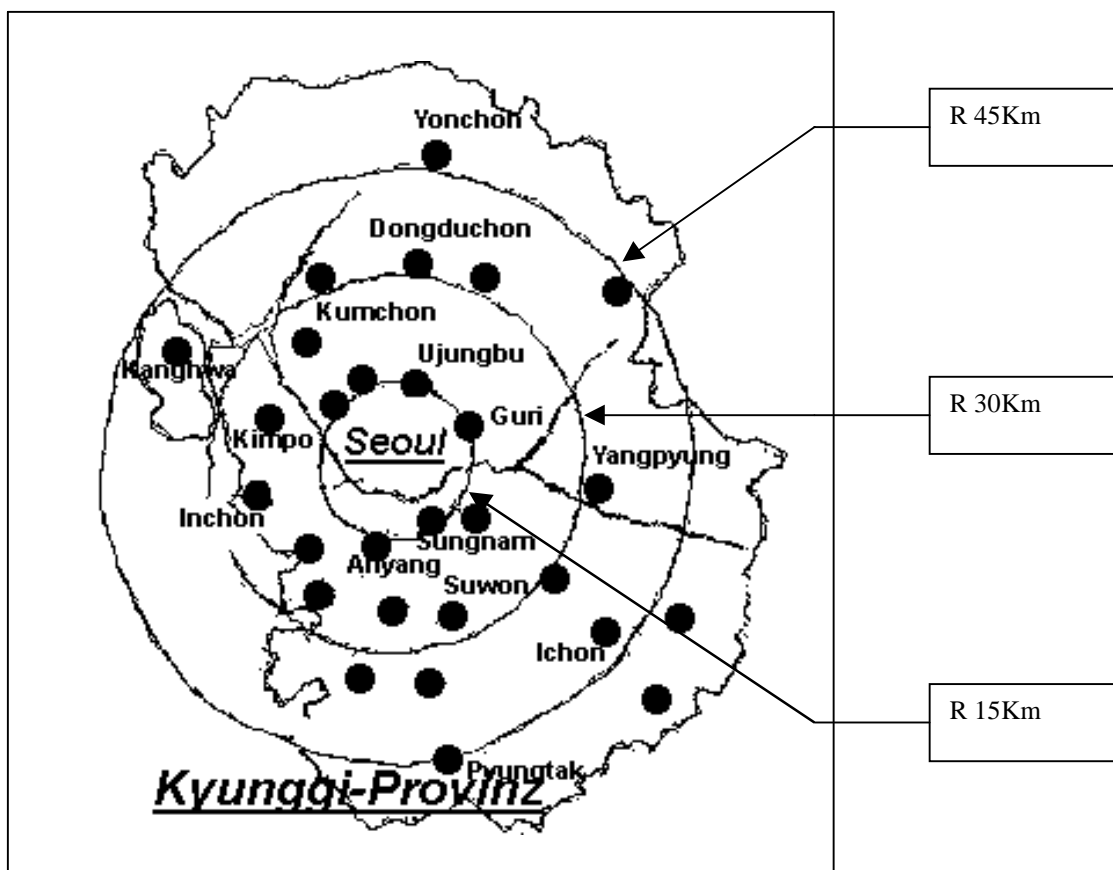 R 45Km
Yonchon
Dongduchon
Kumchon
Ujungbu
Kanghwa
Guri
Kimpo
Seoul
R 30Km
Yangpyung
Inchon
Sungnam
Anyang
Suwon
Ichon
R 15Km
Pyungtak
Kyunggi-Provinz